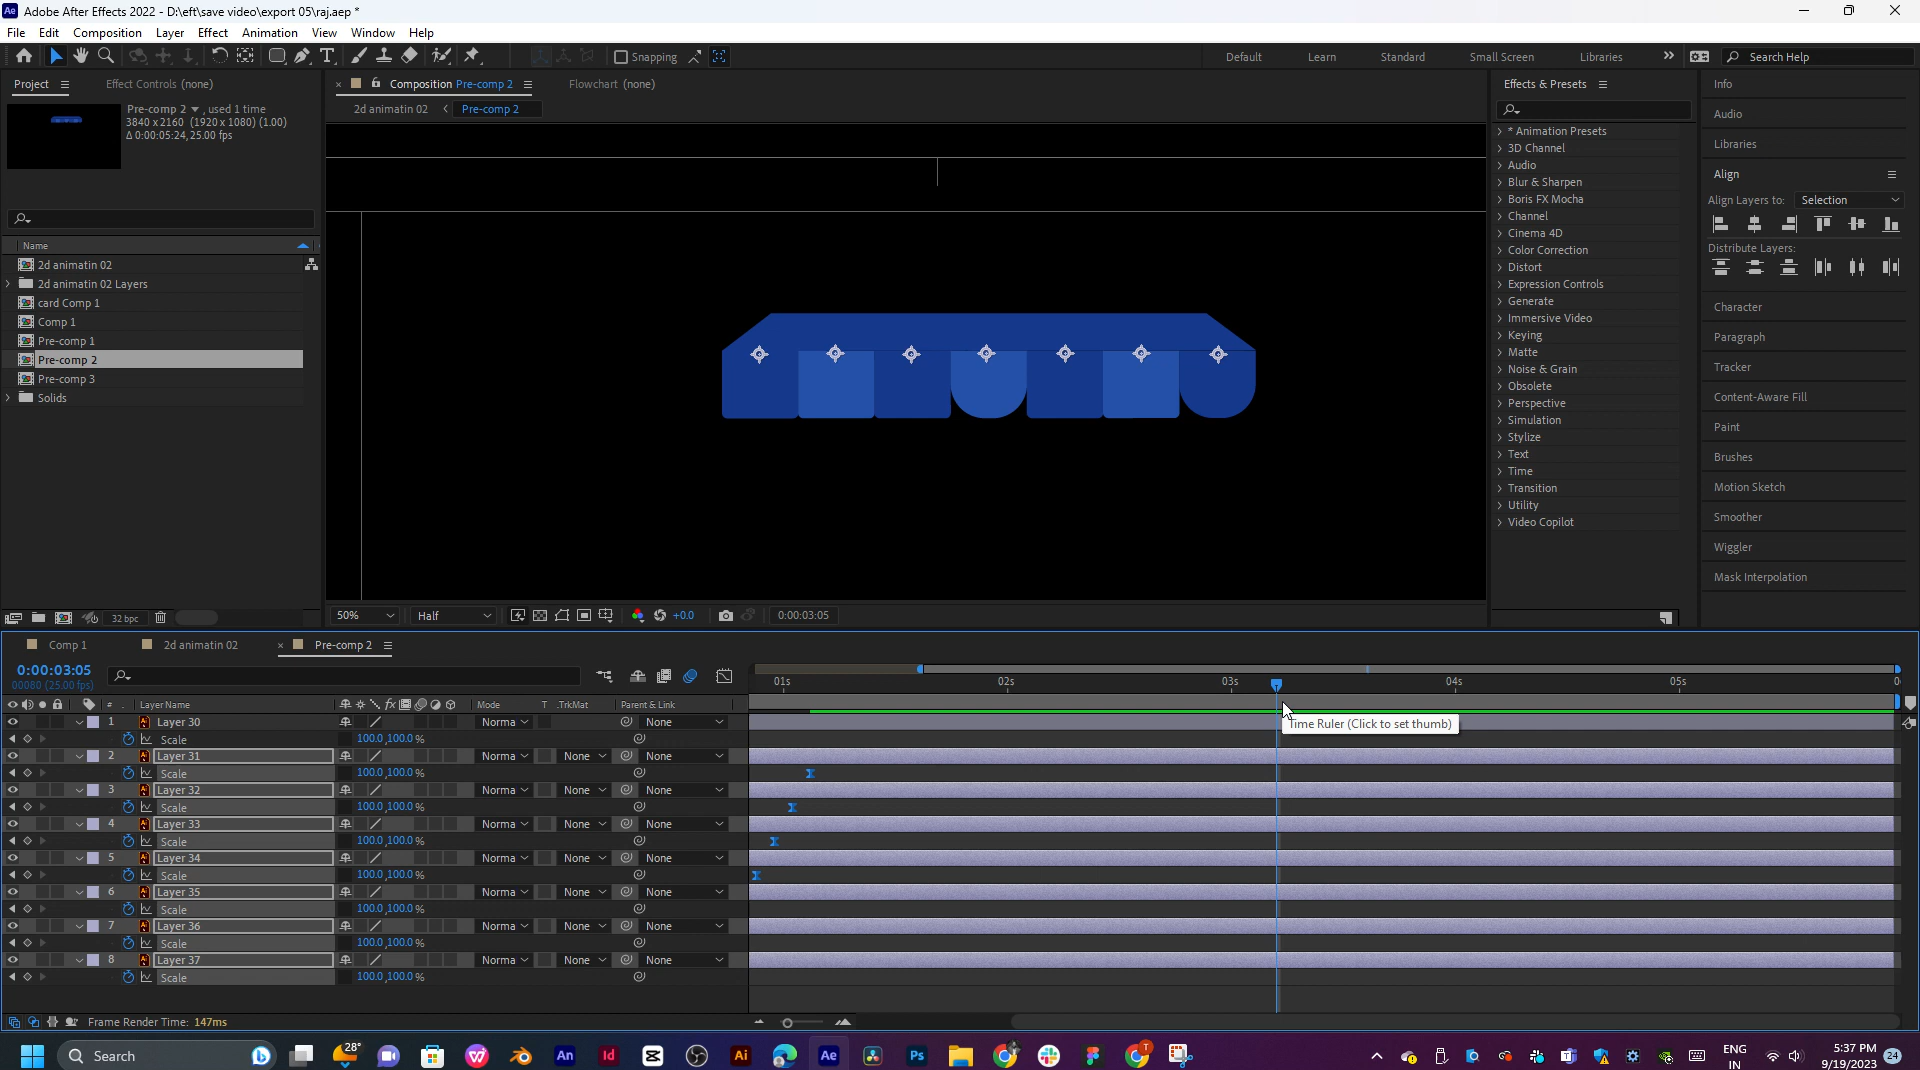 Adobe After Effects 2022 - D:\eft\save video\export 05\raj.aep *
File Edit Composition Layer Effect Animation View Window Help
Snapping Default Learn Standard Small Screen Libraries Search Help
Project Effect Controls (none)
Pre-comp 2 , used 1 time
3840 x 2160 (1920 x 1080) (1.00)
Δ 0:00:05:24, 25.00 fps
Name
2d animatin 02
2d animatin 02 Layers
card Comp 1
Comp 1
Pre-comp 1
Pre-comp 2
Pre-comp 3
Solids
32 bpc
Composition Pre-comp 2 Flowchart (none)
2d animatin 02 Pre-comp 2
50% Half +0.0 0:00:03:05
Effects & Presets
* Animation Presets
3D Channel
Audio
Blur & Sharpen
Boris FX Mocha
Channel
Cinema 4D
Color Correction
Distort
Expression Controls
Generate
Immersive Video
Keying
Matte
Noise & Grain
Obsolete
Perspective
Simulation
Stylize
Text
Time
Transition
Utility
Video Copilot
Info
Audio
Libraries
Align
Align Layers to: Selection
Distribute Layers:
Character
Paragraph
Tracker
Content-Aware Fill
Paint
Brushes
Motion Sketch
Smoother
Wiggler
Mask Interpolation
Comp 1 2d animatin 02 Pre-comp 2
0:00:03:05
00080 (25.00 fps)
01s 02s 03s 04s 05s 0
# Layer Name Mode T .TrkMat Parent & Link
1 Layer 30 Norma None
Time Ruler (Click to set thumb)
Scale 100.0,100.0 %
2 Layer 31 Norma None None
Scale 100.0,100.0 %
3 Layer 32 Norma None None
Scale 100.0,100.0 %
4 Layer 33 Norma None None
Scale 100.0,100.0 %
5 Layer 34 Norma None None
Scale 100.0,100.0 %
6 Layer 35 Norma None None
Scale 100.0,100.0 %
7 Layer 36 Norma None None
Scale 100.0,100.0 %
8 Layer 37 Norma None None
Scale 100.0,100.0 %
Frame Render Time: 147ms
Search 28° An Id Ai Ae Ps T
ENG
IN
5:37 PM
9/19/2023
24